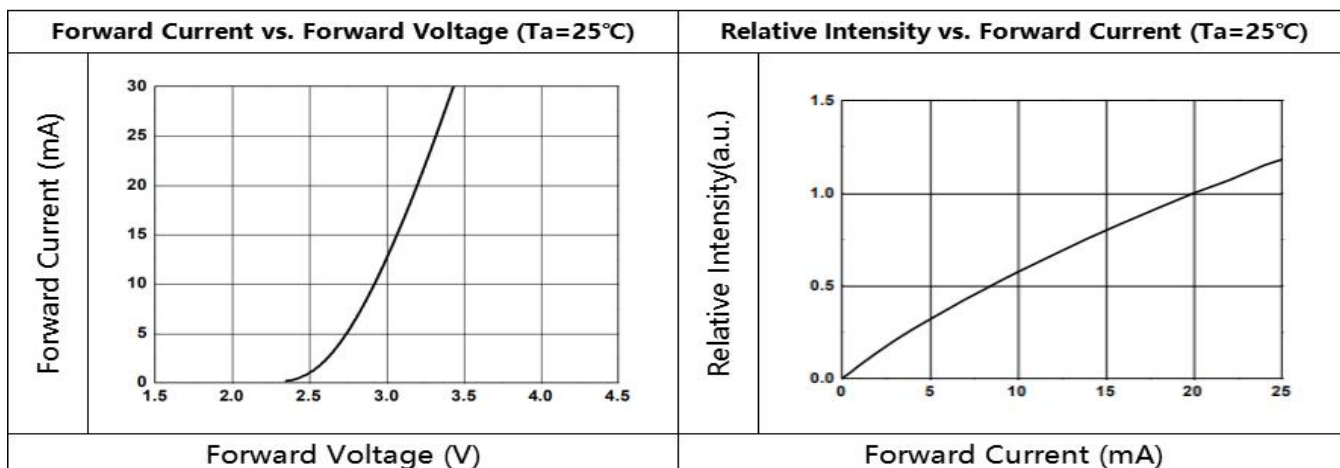 Forward Current vs. Forward Voltage (Ta=25℃)
Relative Intensity vs. Forward Current (Ta=25℃)
Forward Current (mA)
30
25
20
15
10
5
0
1.5 2.0 2.5 3.0 3.5 4.0 4.5
Relative Intensity(a.u.)
1.5
1.0
0.5
0.0
0 5 10 15 20 25
Forward Voltage (V)
Forward Current (mA)